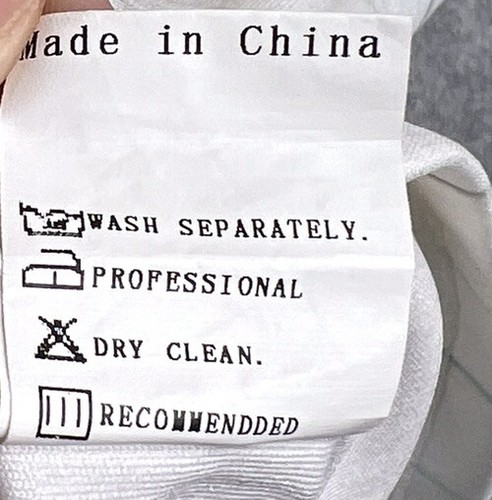 Made in China
WASH SEPARATELY.
PROFESSIONAL
DRY CLEAN.
RECOMMENDDED